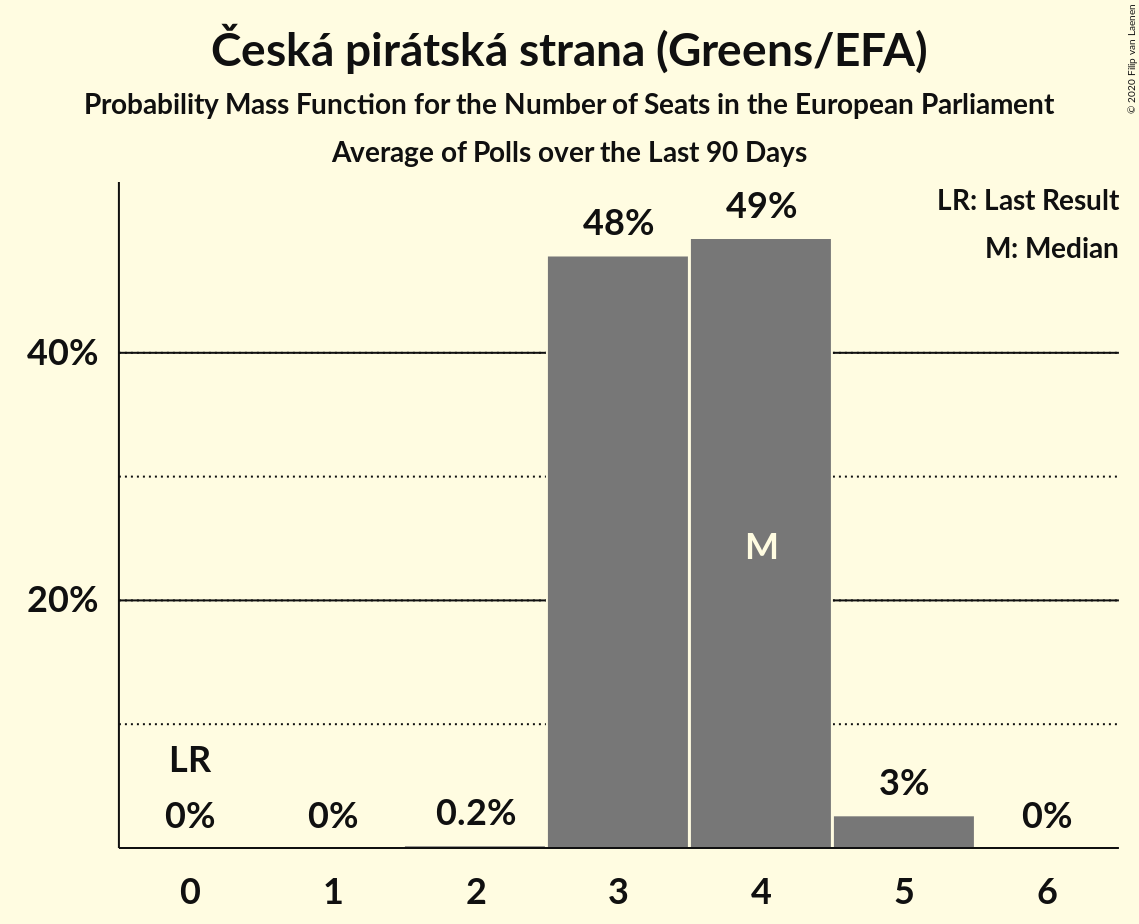 Česká pirátská strana (Greens/EFA)
Probability Mass Function for the Number of Seats in the European Parliament
Average of Polls over the Last 90 Days
© 2020 Filip van Laenen
LR: Last Result
M: Median
48%
49%
40%
M
20%
LR
0%
0%
0.2%
3%
0%
0
1
2
3
4
5
6